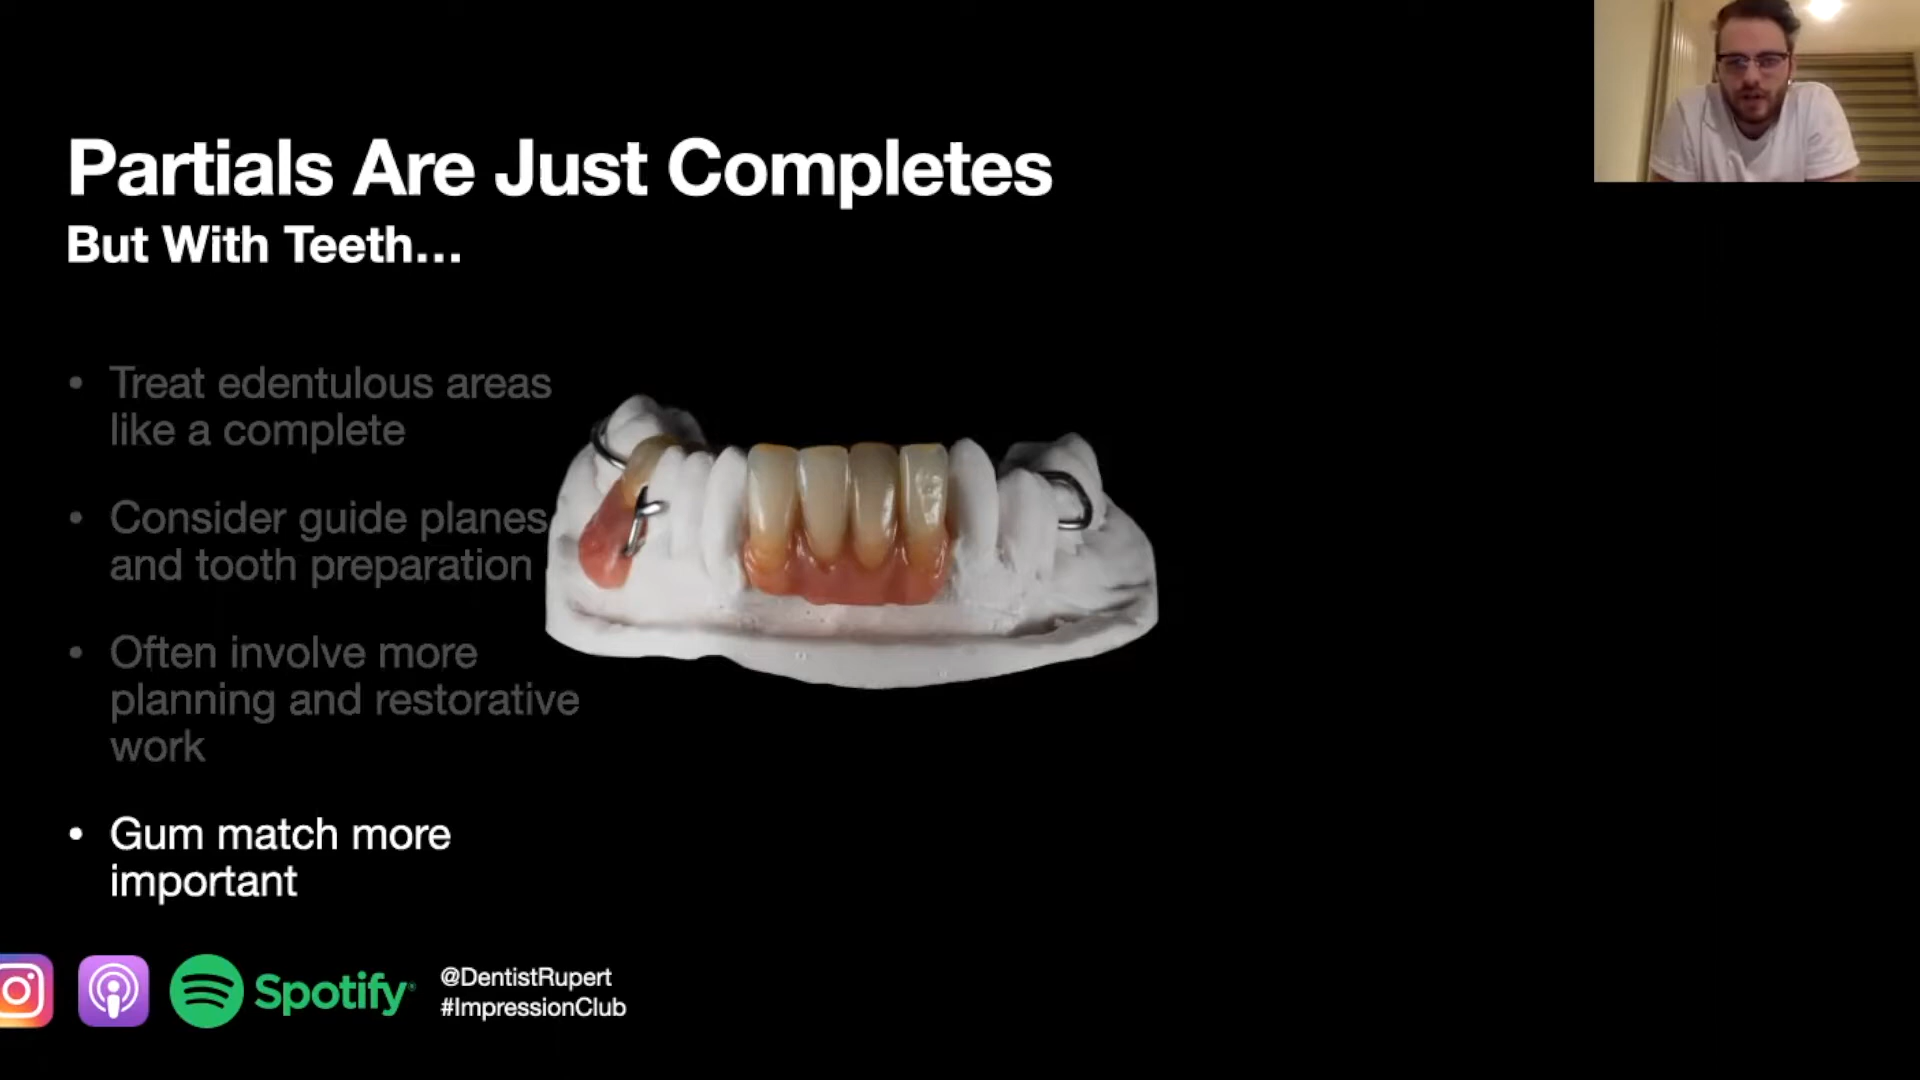 Partials Are Just Completes
But With Teeth...
• Treat edentulous areas
like a complete
• Consider guide planes
and tooth preparation
• Often involve more
planning and restorative
work
• Gum match more
important
Spotify®
@DentistRupert
#ImpressionClub